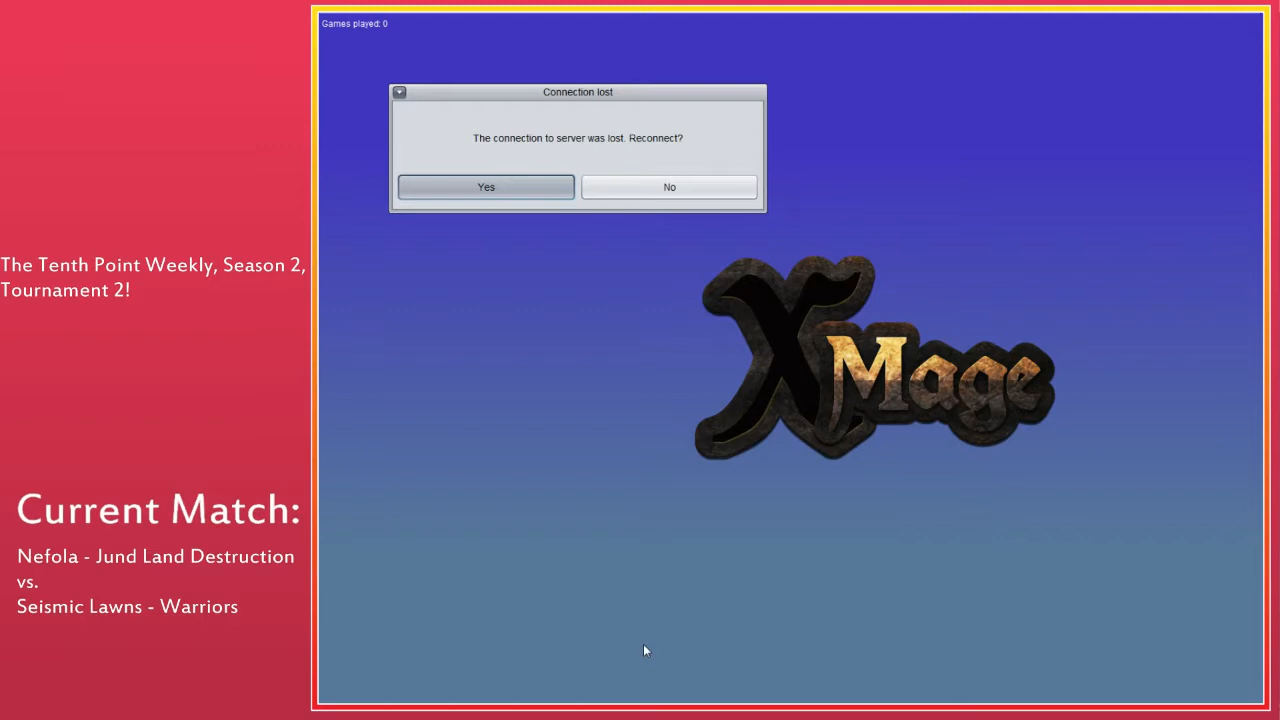 Games played: 0
Connection lost
The connection to server was lost. Reconnect?
Yes
No
The Tenth Point Weekly, Season 2,
Tournament 2!
XMage
Current Match:
Nefola - Jund Land Destruction
vs.
Seismic Lawns - Warriors